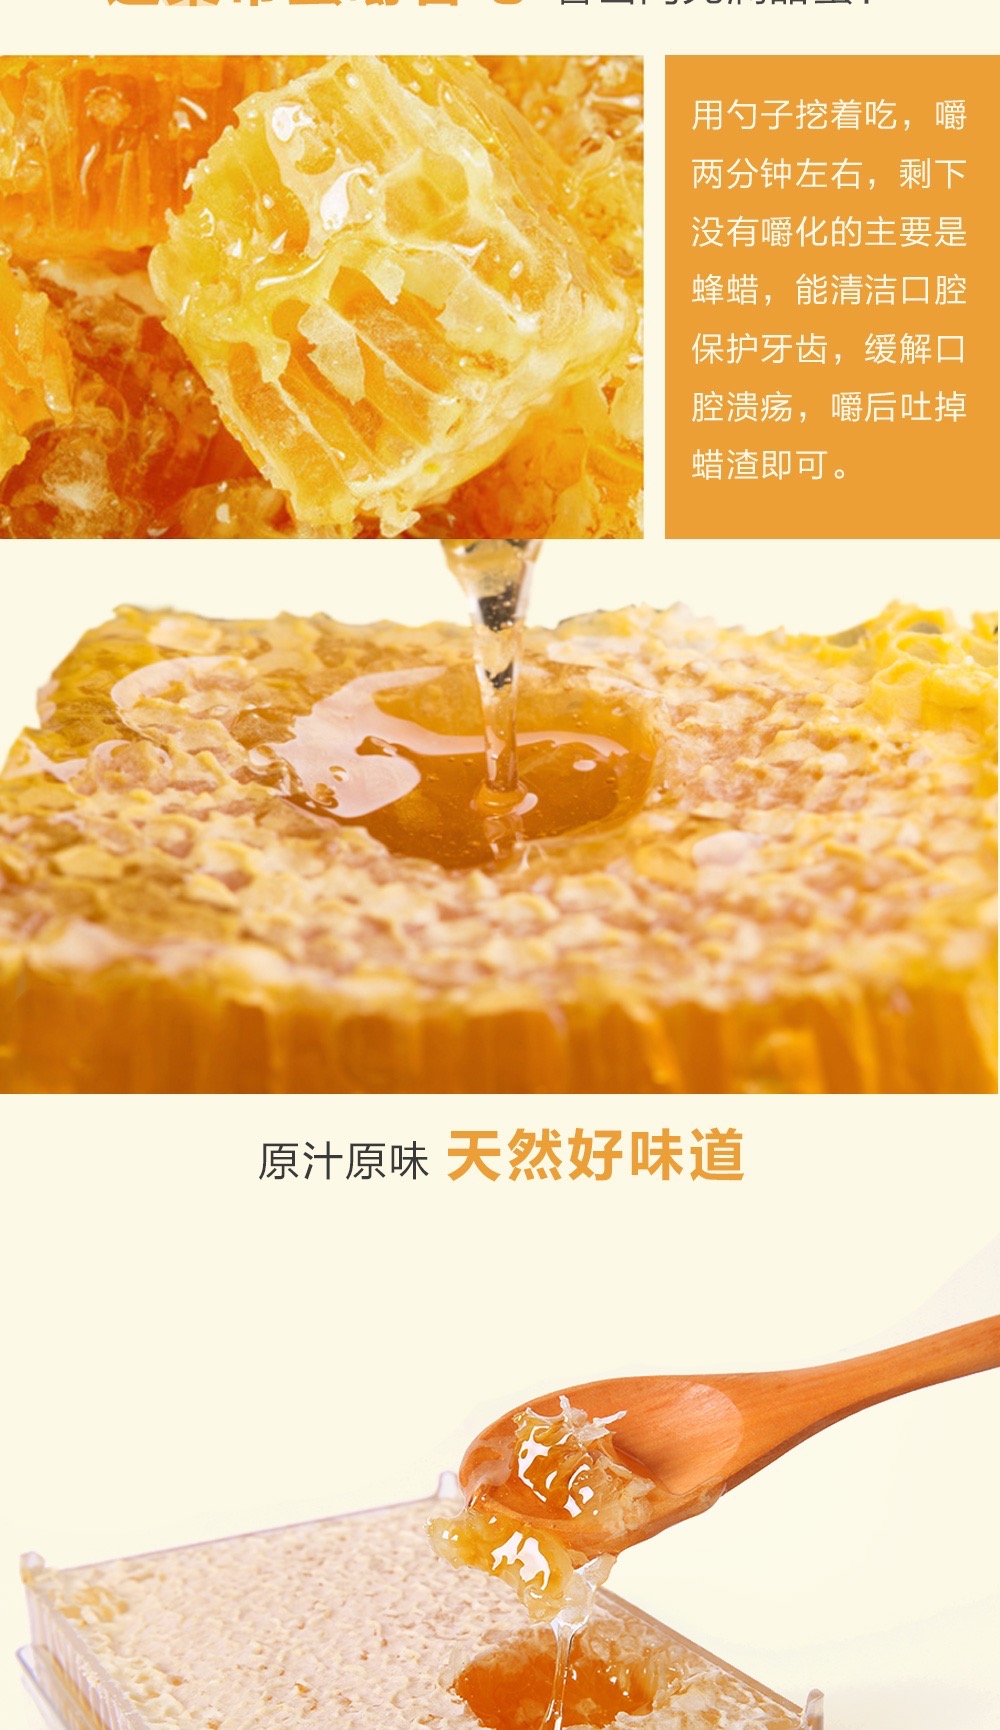 用勺子挖着吃，嚼
两分钟左右，剩下
没有嚼化的主要是
蜂蜡，能清洁口腔
保护牙齿，缓解口
腔溃疡，嚼后吐掉
蜡渣即可。
原汁原味 天然好味道